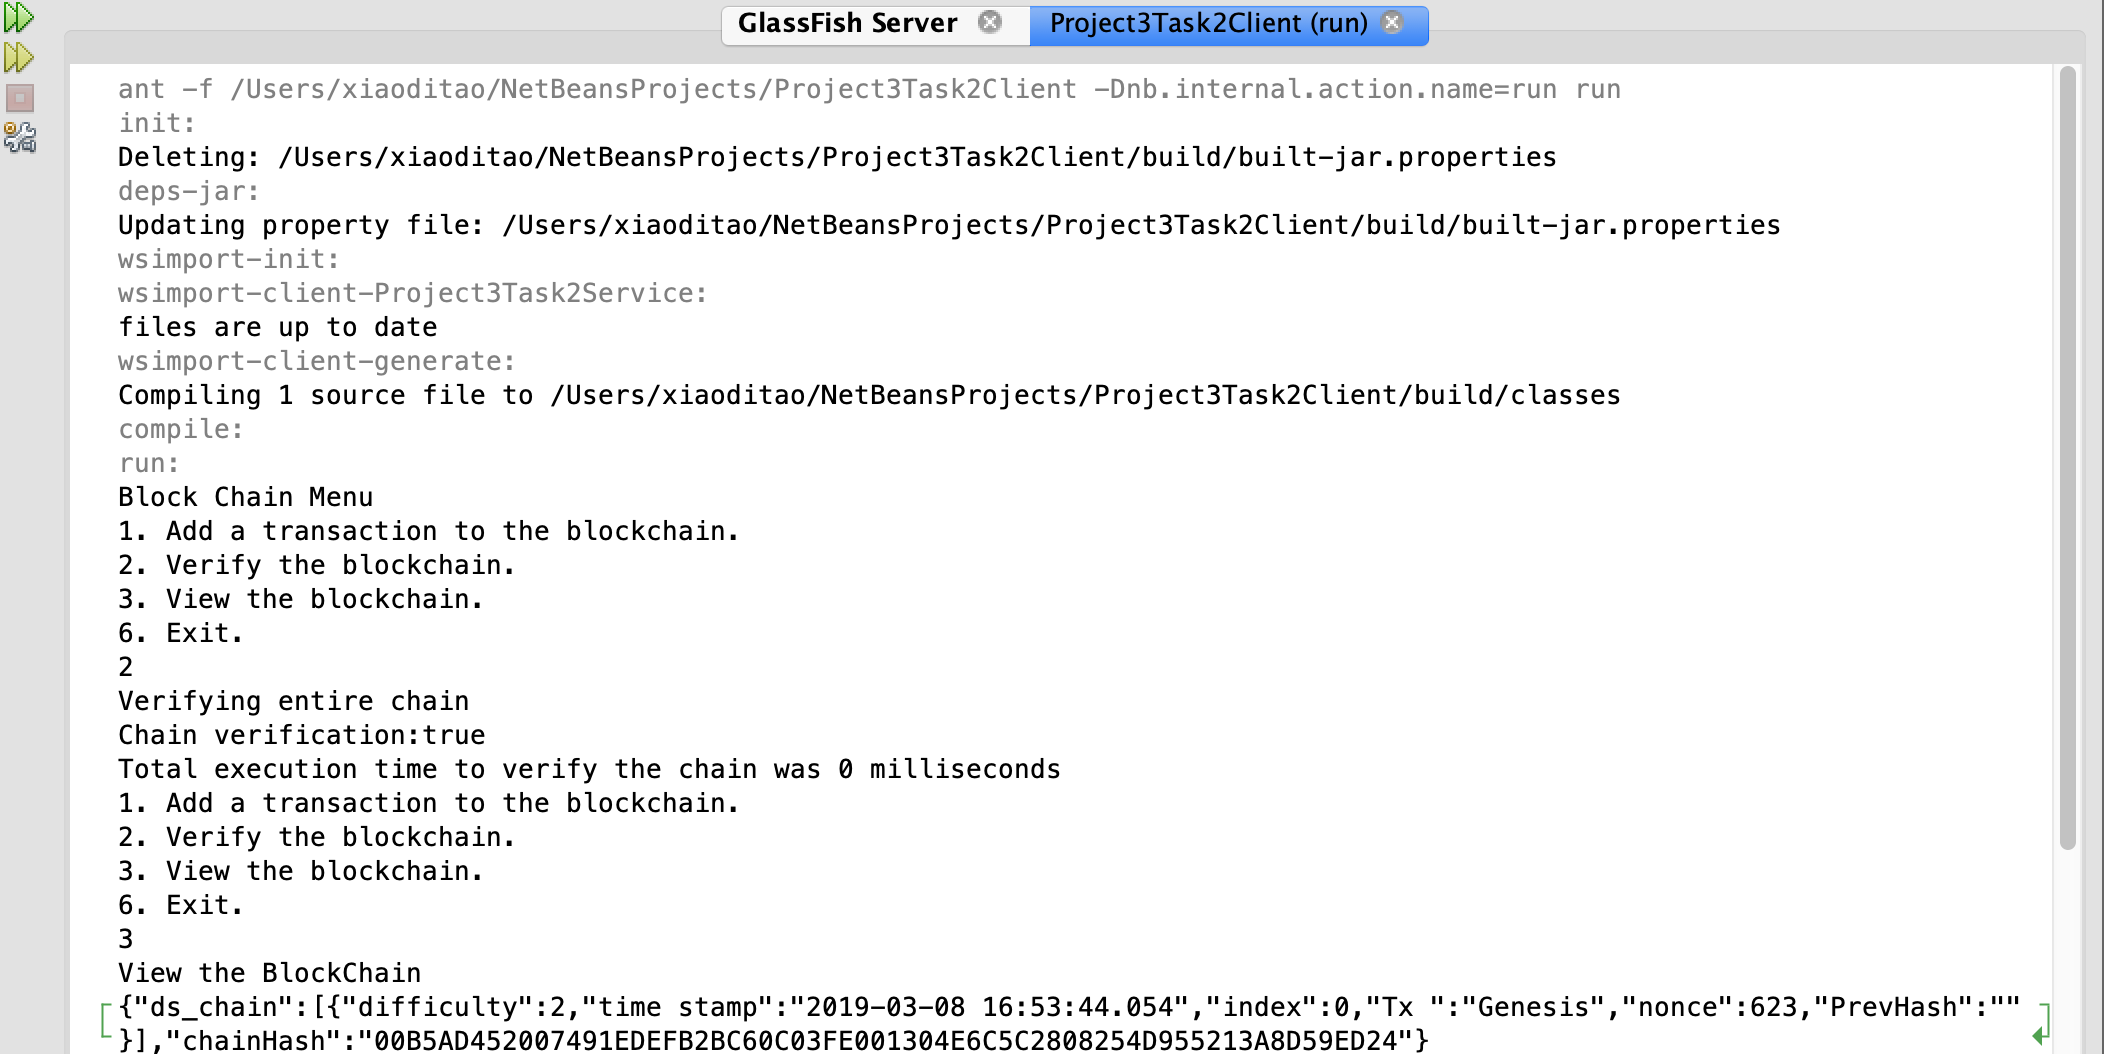 GlassFish Server
Project3Task2Client (run)
ant -f /Users/xiaoditao/NetBeansProjects/Project3Task2Client -Dnb.internal.action.name=run run
init:
Deleting: /Users/xiaoditao/NetBeansProjects/Project3Task2Client/build/built-jar.properties
deps-jar:
Updating property file: /Users/xiaoditao/NetBeansProjects/Project3Task2Client/build/built-jar.properties
wsimport-init:
wsimport-client-Project3Task2Service:
files are up to date
wsimport-client-generate:
Compiling 1 source file to /Users/xiaoditao/NetBeansProjects/Project3Task2Client/build/classes
compile:
run:
Block Chain Menu
1. Add a transaction to the blockchain.
2. Verify the blockchain.
3. View the blockchain.
6. Exit.
2
Verifying entire chain
Chain verification:true
Total execution time to verify the chain was 0 milliseconds
1. Add a transaction to the blockchain.
2. Verify the blockchain.
3. View the blockchain.
6. Exit.
3
View the BlockChain
{"ds_chain":[{"difficulty":2,"time stamp":"2019-03-08 16:53:44.054","index":0,"Tx ":"Genesis","nonce":623,"PrevHash":""
}],"chainHash":"00B5AD452007491EDEFB2BC60C03FE001304E6C5C2808254D955213A8D59ED24"}